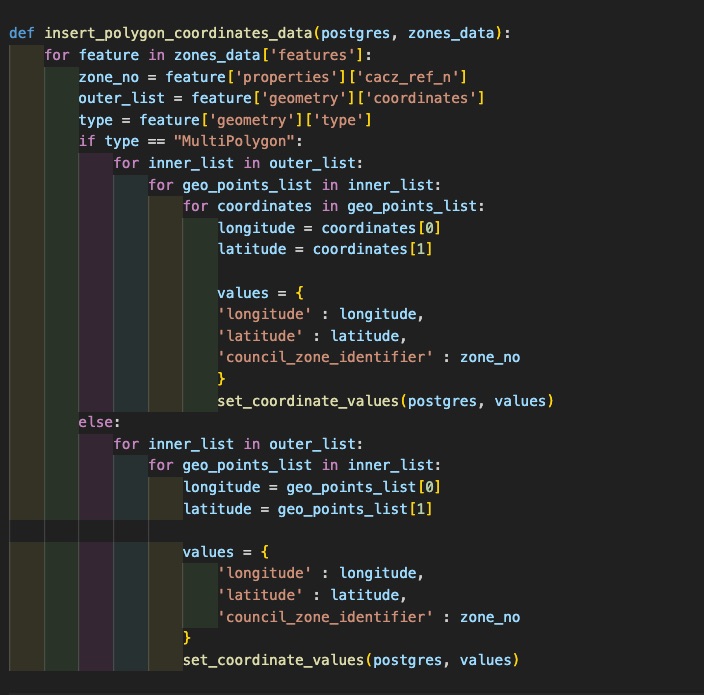 def insert_polygon_coordinates_data(postgres, zones_data):
    for feature in zones_data['features']:
        zone_no = feature['properties']['cacz_ref_n']
        outer_list = feature['geometry']['coordinates']
        type = feature['geometry']['type']
        if type == "MultiPolygon":
            for inner_list in outer_list:
                for geo_points_list in inner_list:
                    for coordinates in geo_points_list:
                        longitude = coordinates[0]
                        latitude = coordinates[1]

                        values = {
                        'longitude' : longitude,
                        'latitude' : latitude,
                        'council_zone_identifier' : zone_no
                        }
                        set_coordinate_values(postgres, values)
        else:
            for inner_list in outer_list:
                for geo_points_list in inner_list:
                    longitude = geo_points_list[0]
                    latitude = geo_points_list[1]

                    values = {
                        'longitude' : longitude,
                        'latitude' : latitude,
                        'council_zone_identifier' : zone_no
                    }
                    set_coordinate_values(postgres, values)